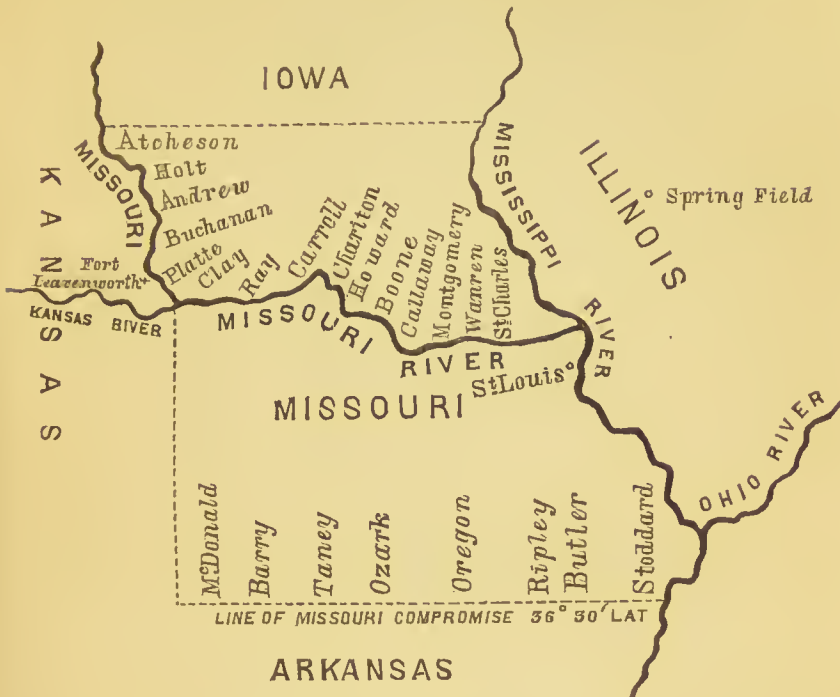 IOWA
Atcheson
MISSOURI
Holt
Andrew
Buchanan
Platte
Clay
Ray
Carroll
Chariton
Howard
Boone
Callaway
Montgomery
Wanren
St Charles
MISSISSIPPI
RIVER
ILLINOIS
Spring Field
KANSAS
Fort
Leavenworth
KANSAS RIVER
MISSOURI
RIVER
St Louis
MISSOURI
OHIO RIVER
McDonald
Barry
Taney
Ozark
Oregon
Ripley
Butler
Stoddard
LINE OF MISSOURI COMPROMISE 36° 30′ LAT
ARKANSAS